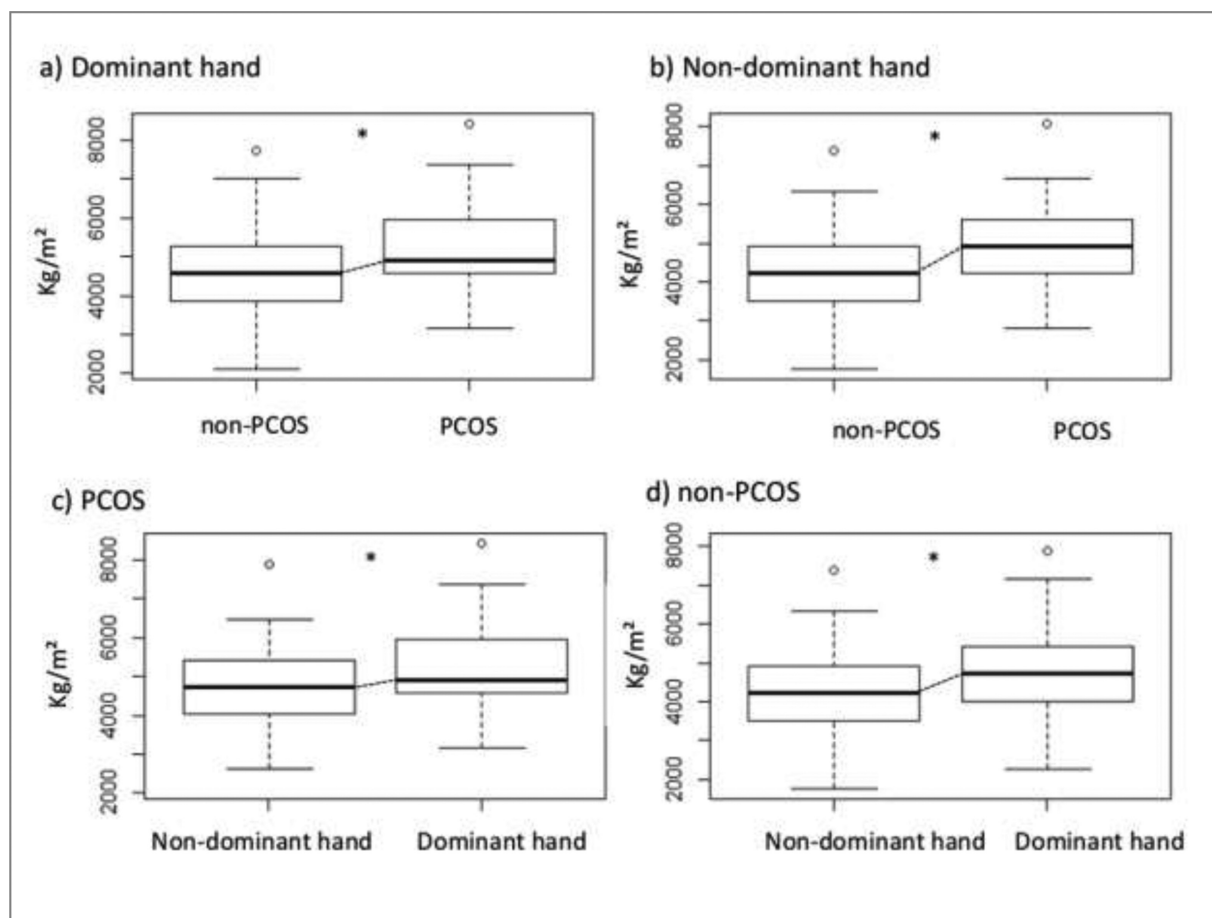 a) Dominant hand
b) Non-dominant hand
Kg/m²
8000
6000
4000
2000
*
non-PCOS
PCOS
Kg/m²
8000
6000
4000
2000
*
non-PCOS
PCOS
c) PCOS
d) non-PCOS
Kg/m²
8000
6000
4000
2000
*
Non-dominant hand
Dominant hand
Kg/m²
8000
6000
4000
2000
*
Non-dominant hand
Dominant hand